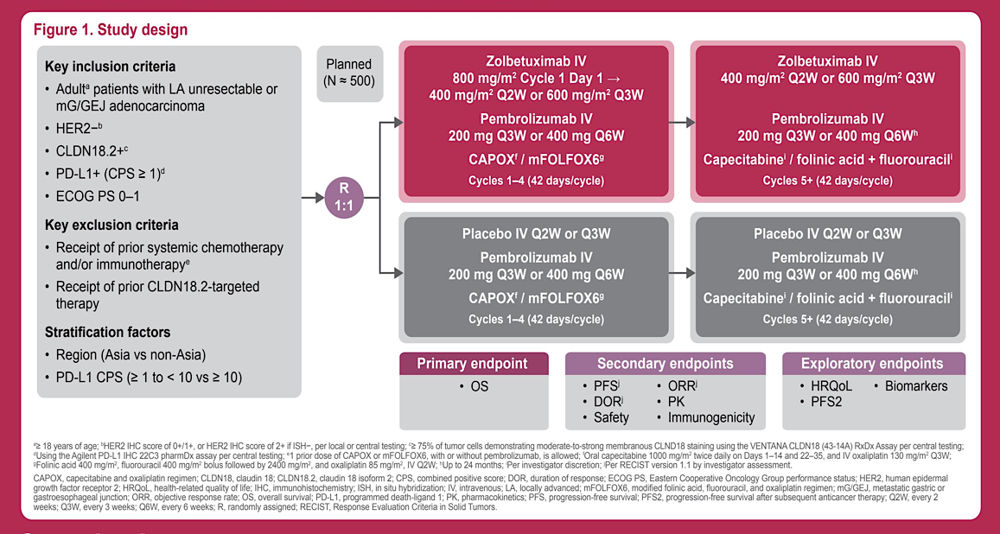 Figure 1. Study design
Key inclusion criteria
• Adultᵃ patients with LA unresectable or
mG/GEJ adenocarcinoma
• HER2−ᵇ
• CLDN18.2+ᶜ
• PD-L1+ (CPS ≥ 1)ᵈ
• ECOG PS 0–1
Key exclusion criteria
• Receipt of prior systemic chemotherapy
and/or immunotherapyᵉ
• Receipt of prior CLDN18.2-targeted
therapy
Stratification factors
• Region (Asia vs non-Asia)
• PD-L1 CPS (≥ 1 to < 10 vs ≥ 10)
Planned
(N ≈ 500)
R
1:1
Zolbetuximab IV
800 mg/m² Cycle 1 Day 1 →
400 mg/m² Q2W or 600 mg/m² Q3W
Pembrolizumab IV
200 mg Q3W or 400 mg Q6W
CAPOXᶠ / mFOLFOX6ᵍ
Cycles 1–4 (42 days/cycle)
Zolbetuximab IV
400 mg/m² Q2W or 600 mg/m² Q3W
Pembrolizumab IV
200 mg Q3W or 400 mg Q6Wʰ
Capecitabineⁱ / folinic acid + fluorouracilⁱ
Cycles 5+ (42 days/cycle)
Placebo IV Q2W or Q3W
Pembrolizumab IV
200 mg Q3W or 400 mg Q6W
CAPOXᶠ / mFOLFOX6ᵍ
Cycles 1–4 (42 days/cycle)
Placebo IV Q2W or Q3W
Pembrolizumab IV
200 mg Q3W or 400 mg Q6Wʰ
Capecitabineⁱ / folinic acid + fluorouracilⁱ
Cycles 5+ (42 days/cycle)
Primary endpoint
• OS
Secondary endpoints
• PFSʲ • ORRʲ
• DORʲ • PK
• Safety • Immunogenicity
Exploratory endpoints
• HRQoL • Biomarkers
• PFS2
ᵃ≥ 18 years of age; ᵇHER2 IHC score of 0+/1+, or HER2 IHC score of 2+ if ISH−, per local or central testing; ᶜ≥ 75% of tumor cells demonstrating moderate-to-strong membranous CLND18 staining using the VENTANA CLDN18 (43-14A) RxDx Assay per central testing;
ᵈUsing the Agilent PD-L1 IHC 22C3 pharmDx assay per central testing; ᵉ1 prior dose of CAPOX or mFOLFOX6, with or without pembrolizumab, is allowed; ᶠOral capecitabine 1000 mg/m² twice daily on Days 1–14 and 22–35, and IV oxaliplatin 130 mg/m² Q3W;
ᵍFolinic acid 400 mg/m², fluorouracil 400 mg/m² bolus followed by 2400 mg/m², and oxaliplatin 85 mg/m², IV Q2W; ʰUp to 24 months; ⁱPer investigator discretion; ʲPer RECIST version 1.1 by investigator assessment.
CAPOX, capecitabine and oxaliplatin regimen; CLDN18, claudin 18; CLDN18.2, claudin 18 isoform 2; CPS, combined positive score; DOR, duration of response; ECOG PS, Eastern Cooperative Oncology Group performance status; HER2, human epidermal
growth factor receptor 2; HRQoL, health-related quality of life; IHC, immunohistochemistry; ISH, in situ hybridization; IV, intravenous; LA, locally advanced; mFOLFOX6, modified folinic acid, fluorouracil, and oxaliplatin regimen; mG/GEJ, metastatic gastric or
gastroesophageal junction; ORR, objective response rate; OS, overall survival; PD-L1, programmed death-ligand 1; PK, pharmacokinetics; PFS, progression-free survival; PFS2, progression-free survival after subsequent anticancer therapy; Q2W, every 2
weeks; Q3W, every 3 weeks; Q6W, every 6 weeks; R, randomly assigned; RECIST, Response Evaluation Criteria in Solid Tumors.